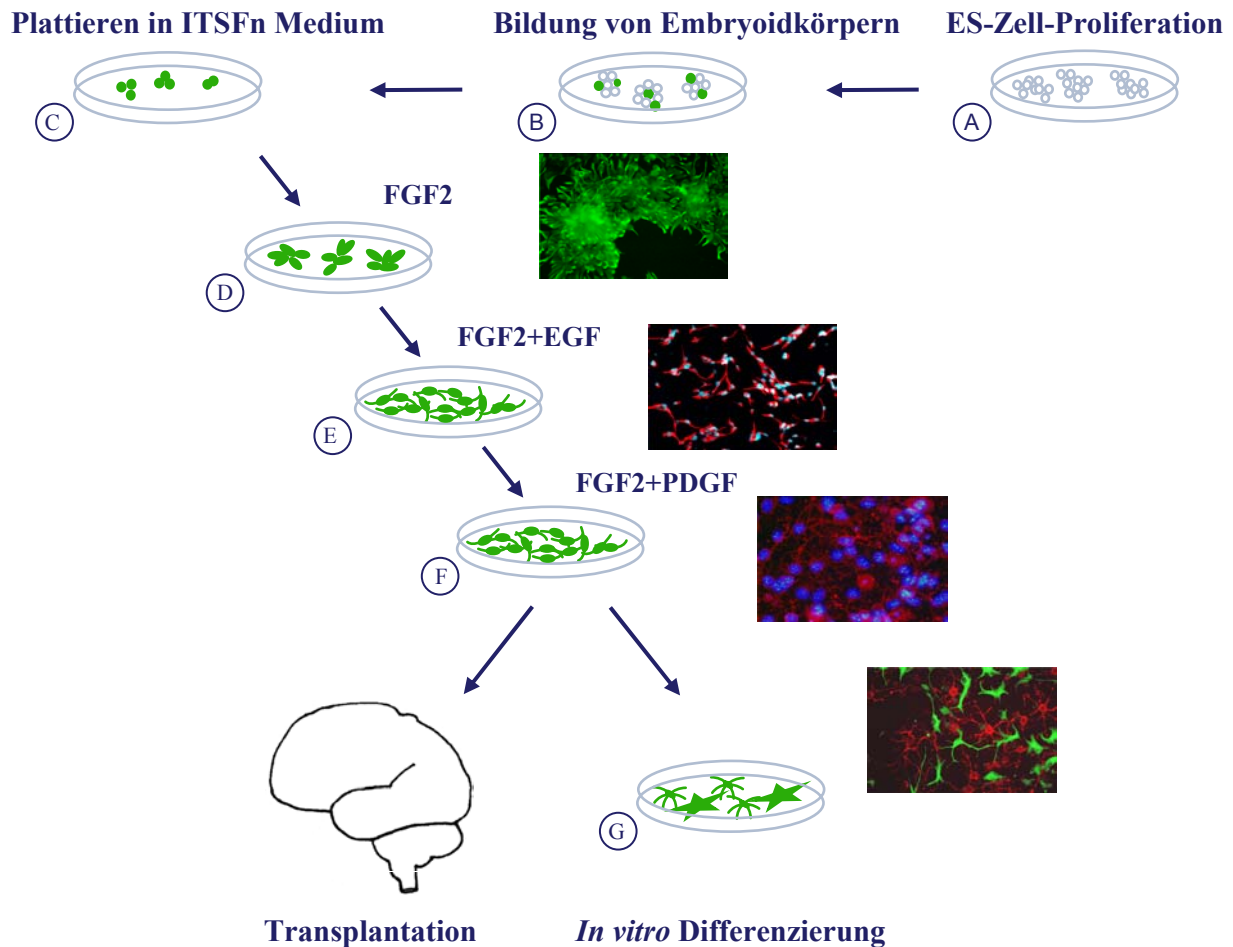 Plattieren in ITSFn Medium
Bildung von Embryoidkörpern
ES-Zell-Proliferation
C
B
A
FGF2
D
FGF2+EGF
E
FGF2+PDGF
F
G
Transplantation
In vitro Differenzierung